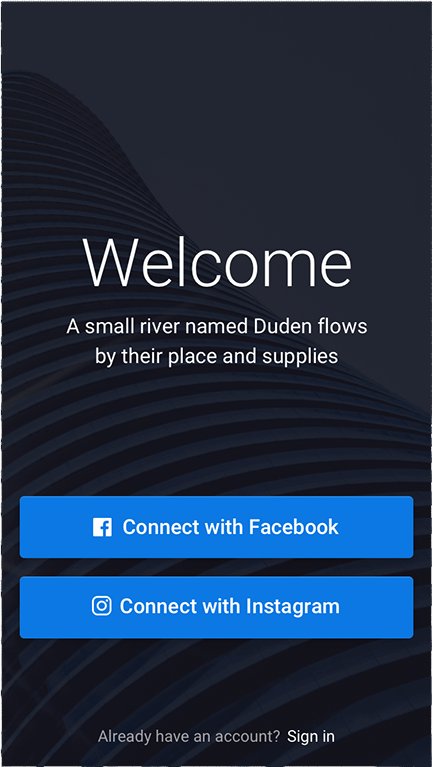 Welcome
A small river named Duden flows
by their place and supplies
Connect with Facebook
Connect with Instagram
Already have an account? Sign in